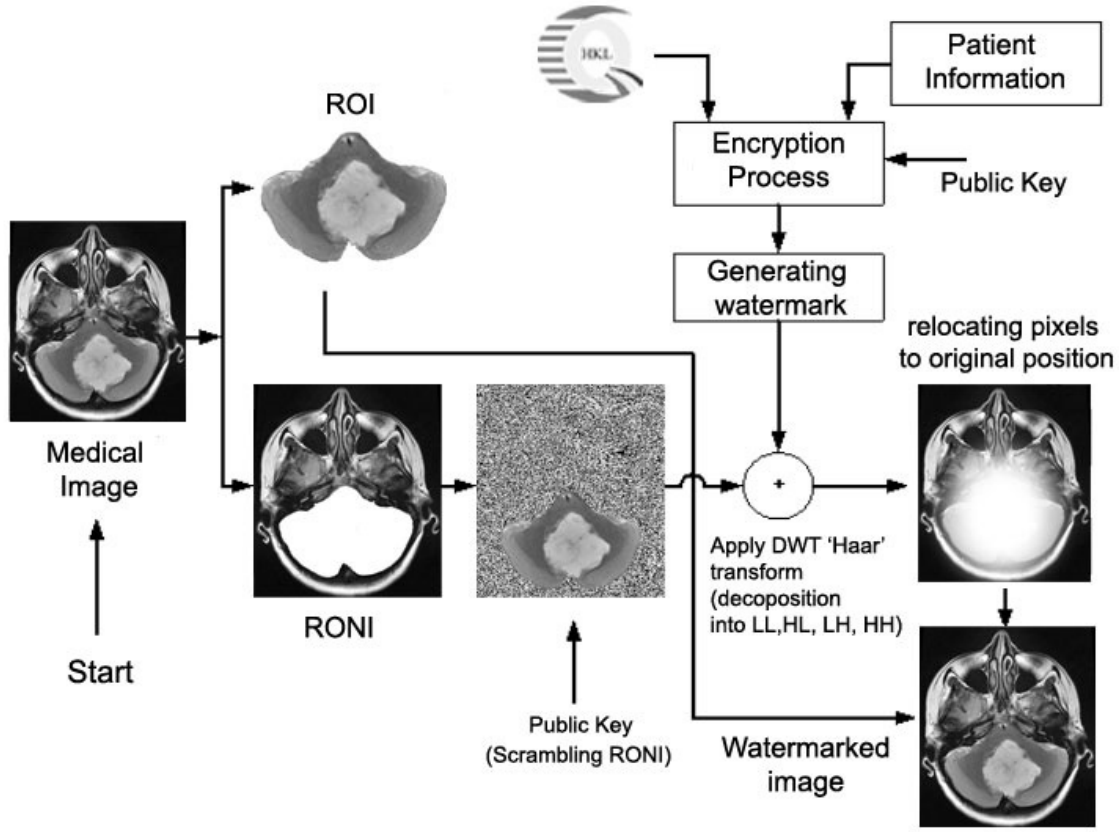 HKL
Patient
Information
ROI
Encryption
Process
Public Key
Generating
watermark
relocating pixels
to original position
Medical
Image
+
Apply DWT ‘Haar’
transform
(decoposition
into LL,HL, LH, HH)
RONI
Start
Public Key
(Scrambling RONI)
Watermarked
image